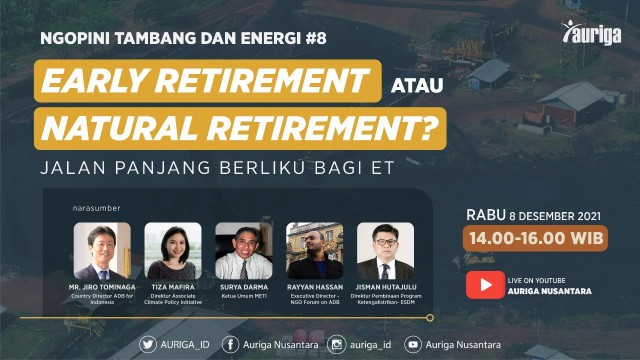 auriga
NGOPINI TAMBANG DAN ENERGI #8
EARLY RETIREMENT ATAU
NATURAL RETIREMENT?
JALAN PANJANG BERLIKU BAGI ET
narasumber
MR. JIRO TOMINAGA
Country Director ADB for
Indonesia
TIZA MAFIRA
Direktur Associate
Climate Policy Initiative
SURYA DARMA
Ketua Umum METI
RAYYAN HASSAN
Executive Director -
NGO Forum on ADB
JISMAN HUTAJULU
Direktur Pembinaan Program
Ketengalistrikan- ESDM
RABU 8 DESEMBER 2021
14.00-16.00 WIB
LIVE ON YOUTUBE
AURIGA NUSANTARA
AURIGA_ID
Auriga Nusantara
auriga_id
Auriga Nusantara